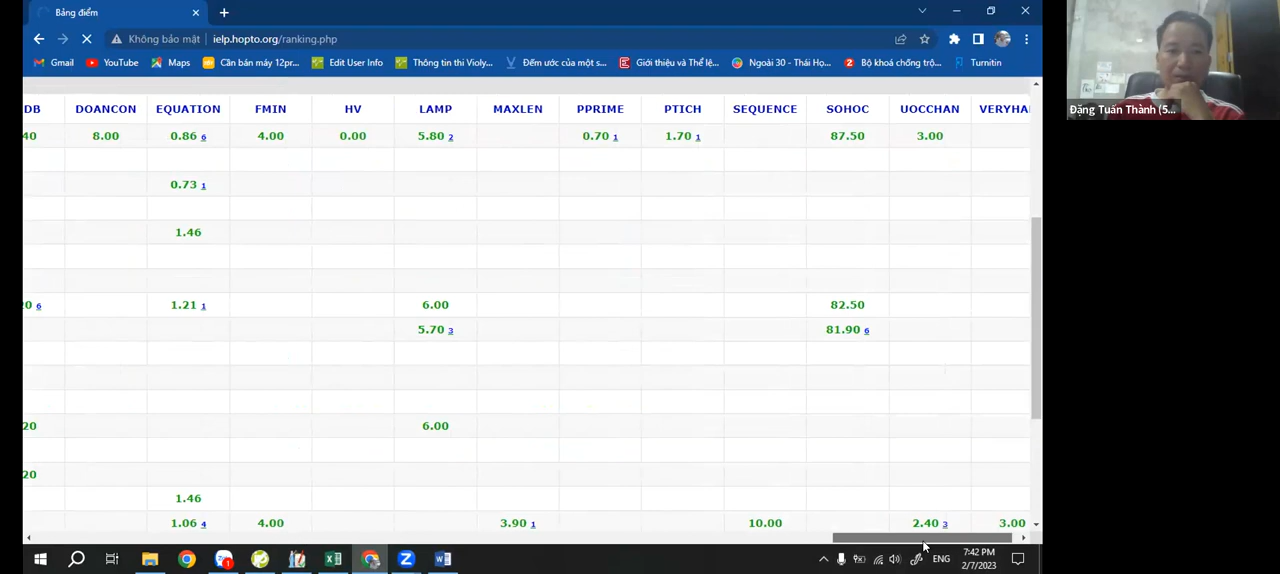 Bảng điểm
Không bảo mật ielp.hopto.org/ranking.php
Gmail YouTube Maps Căn bán máy 12pr... Edit User Info Thông tin thi Violy... Đếm ước của một s... Giới thiệu và Thể lệ... Ngoài 30 - Thái Họ... Bộ khoá chống trộ... Turnitin
DB DOANCON EQUATION FMIN HV LAMP MAXLEN PPRIME PTICH SEQUENCE SOHOC UOCCHAN VERYHA
40 8.00 0.86 6 4.00 0.00 5.80 2 0.70 1 1.70 1 87.50 3.00
0.73 1
1.46
20 6 1.21 1 6.00 82.50
5.70 3 81.90 6
20 6.00
20
1.46
1.06 4 4.00 3.90 1 10.00 2.40 3 3.00
ENG
7:42 PM
2/7/2023
Đặng Tuấn Thành (5...